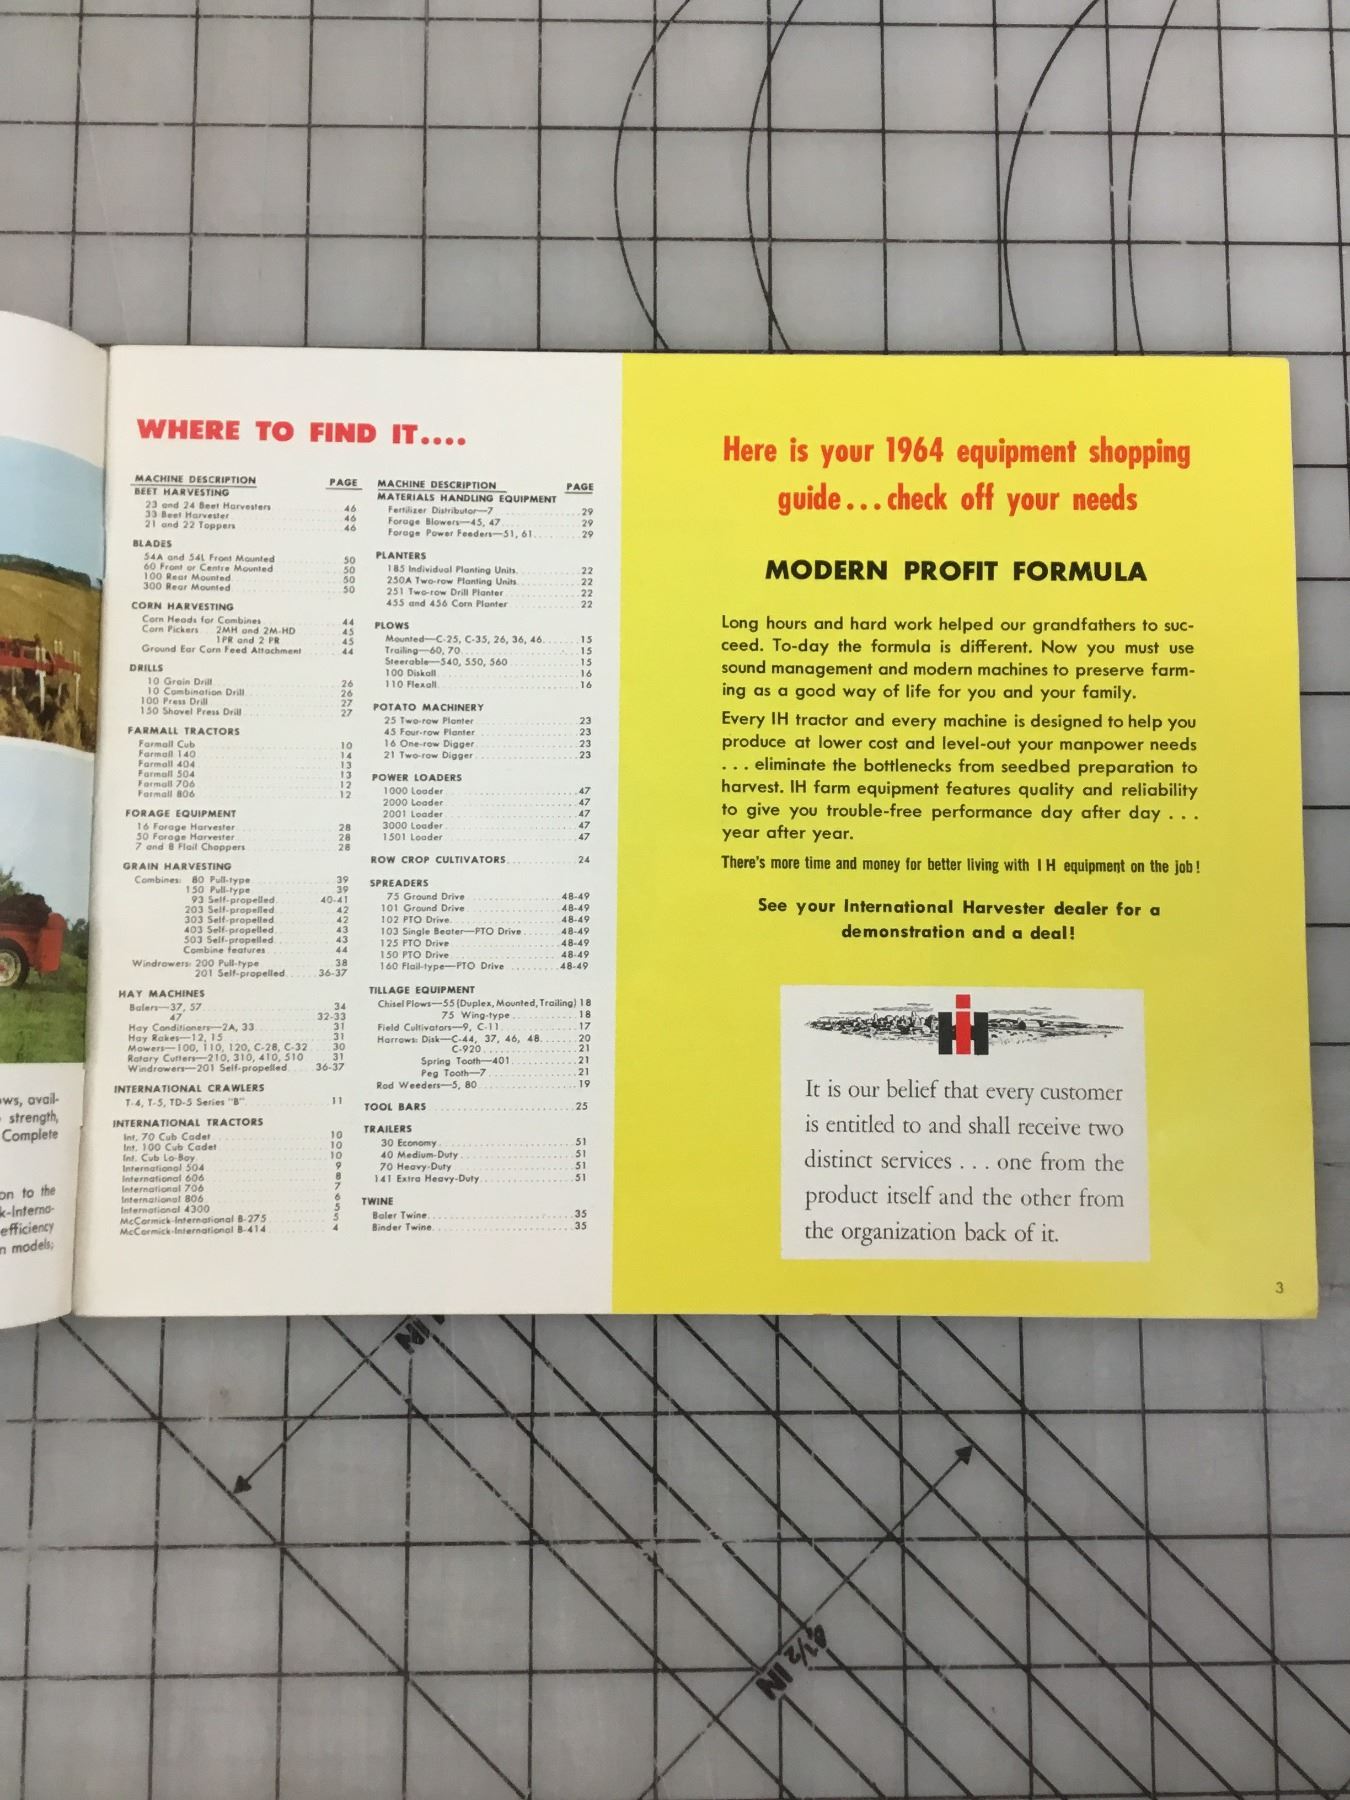 ws, avail-
strength,
Complete
on to the
k-Interna-
efficiency
n models;
WHERE TO FIND IT....
MACHINE DESCRIPTION PAGE
BEET HARVESTING
23 and 24 Beet Harvesters 46
33 Beet Harvester 46
21 and 22 Toppers 46
BLADES
54A and 54L Front Mounted 50
60 Front or Centre Mounted 50
100 Rear Mounted 50
300 Rear Mounted 50
CORN HARVESTING
Corn Heads for Combines 44
Corn Pickers 2MH and 2M-HD 45
1PR and 2 PR 45
Ground Ear Corn Feed Attachment 44
DRILLS
10 Grain Drill 26
10 Combination Drill 26
100 Press Drill 27
150 Shovel Press Drill 27
FARMALL TRACTORS
Farmall Cub 10
Farmall 140 14
Farmall 404 13
Farmall 504 13
Farmall 706 12
Farmall 806 12
FORAGE EQUIPMENT
16 Forage Harvester 28
50 Forage Harvester 28
7 and 8 Flail Choppers 28
GRAIN HARVESTING
Combines: 80 Pull-type 39
150 Pull-type 39
93 Self-propelled 40-41
203 Self-propelled 42
303 Self-propelled 42
403 Self-propelled 43
503 Self-propelled 43
Combine features 44
Windrowers: 200 Pull-type 38
201 Self-propelled 36-37
HAY MACHINES
Balers—37, 57 34
47 32-33
Hay Conditioners—2A, 33 31
Hay Rakes—12, 15 31
Mowers—100, 110, 120, C-28, C-32 30
Rotary Cutters—210, 310, 410, 510 31
Windrowers—201 Self-propelled 36-37
INTERNATIONAL CRAWLERS
T-4, T-5, TD-5 Series "B" 11
INTERNATIONAL TRACTORS
Int. 70 Cub Cadet 10
Int. 100 Cub Cadet 10
Int. Cub Lo-Boy 10
International 504 9
International 606 8
International 706 7
International 806 6
International 4300 5
McCormick-International B-275 5
McCormick-International B-414 4
MACHINE DESCRIPTION PAGE
MATERIALS HANDLING EQUIPMENT
Fertilizer Distributor—7 29
Forage Blowers—45, 47 29
Forage Power Feeders—51, 61 29
PLANTERS
185 Individual Planting Units 22
250A Two-row Planting Units 22
251 Two-row Drill Planter 22
455 and 456 Corn Planter 22
PLOWS
Mounted—C-25, C-35, 26, 36, 46 15
Trailing—60, 70 15
Steerable—540, 550, 560 15
100 Diskall 16
110 Flexall 16
POTATO MACHINERY
25 Two-row Planter 23
45 Four-row Planter 23
16 One-row Digger 23
21 Two-row Digger 23
POWER LOADERS
1000 Loader 47
2000 Loader 47
2001 Loader 47
3000 Loader 47
1501 Loader 47
ROW CROP CULTIVATORS 24
SPREADERS
75 Ground Drive 48-49
101 Ground Drive 48-49
102 PTO Drive 48-49
103 Single Beater—PTO Drive 48-49
125 PTO Drive 48-49
150 PTO Drive 48-49
160 Flail-type—PTO Drive 48-49
TILLAGE EQUIPMENT
Chisel Plows—55 (Duplex, Mounted, Trailing) 18
75 Wing-type 18
Field Cultivators—9, C-11 17
Harrows: Disk—C-44, 37, 46, 48 20
C-920 21
Spring Tooth—401 21
Peg Tooth—7 21
Rod Weeders—5, 80 19
TOOL BARS 25
TRAILERS
30 Economy 51
40 Medium-Duty 51
70 Heavy-Duty 51
141 Extra Heavy-Duty 51
TWINE
Baler Twine 35
Binder Twine 35
Here is your 1964 equipment shopping
guide...check off your needs
MODERN PROFIT FORMULA
Long hours and hard work helped our grandfathers to suc-
ceed. To-day the formula is different. Now you must use
sound management and modern machines to preserve farm-
ing as a good way of life for you and your family.
Every IH tractor and every machine is designed to help you
produce at lower cost and level-out your manpower needs
... eliminate the bottlenecks from seedbed preparation to
harvest. IH farm equipment features quality and reliability
to give you trouble-free performance day after day ...
year after year.
There's more time and money for better living with I H equipment on the job!
See your International Harvester dealer for a
demonstration and a deal!
IH
It is our belief that every customer
is entitled to and shall receive two
distinct services ... one from the
product itself and the other from
the organization back of it.
3
IN
8 1/2 IN